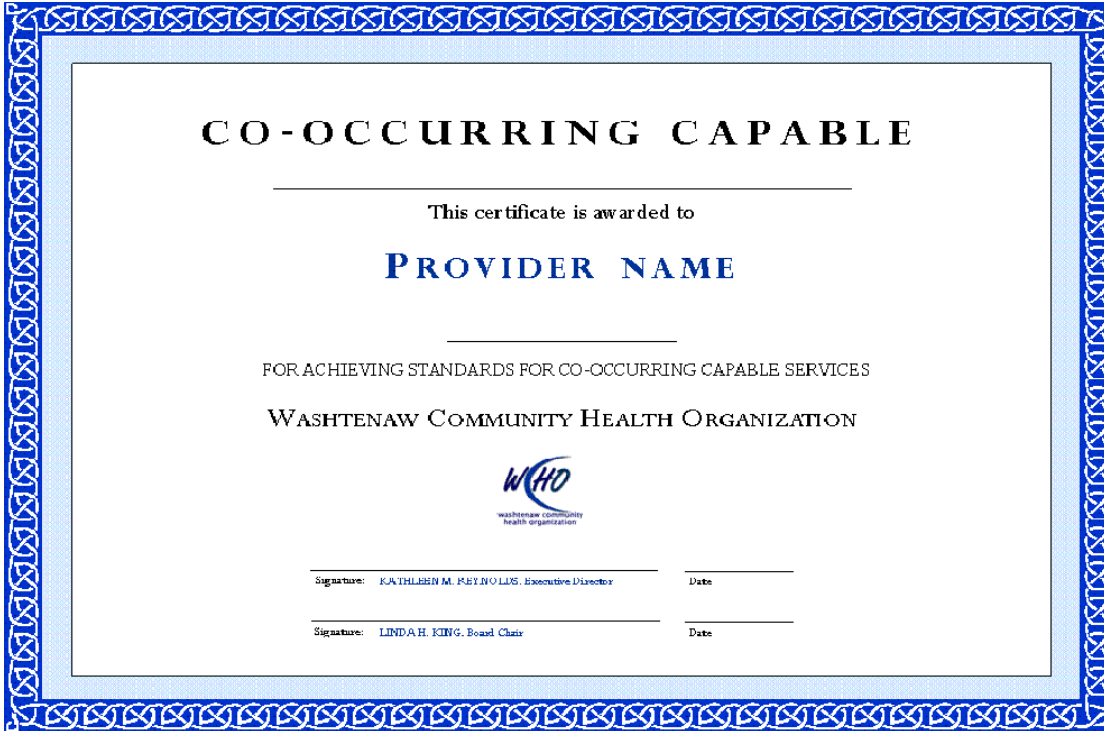 CO-OCCURRING CAPABLE
This certificate is awarded to
PROVIDER NAME
FOR ACHIEVING STANDARDS FOR CO-OCCURRING CAPABLE SERVICES
WASHTENAW COMMUNITY HEALTH ORGANIZATION
WCHO
washtenaw community
health organization
Signature: KATHLEEN M. REYNOLDS, Executive Director Date
Signature: LINDA H. KING, Board Chair Date